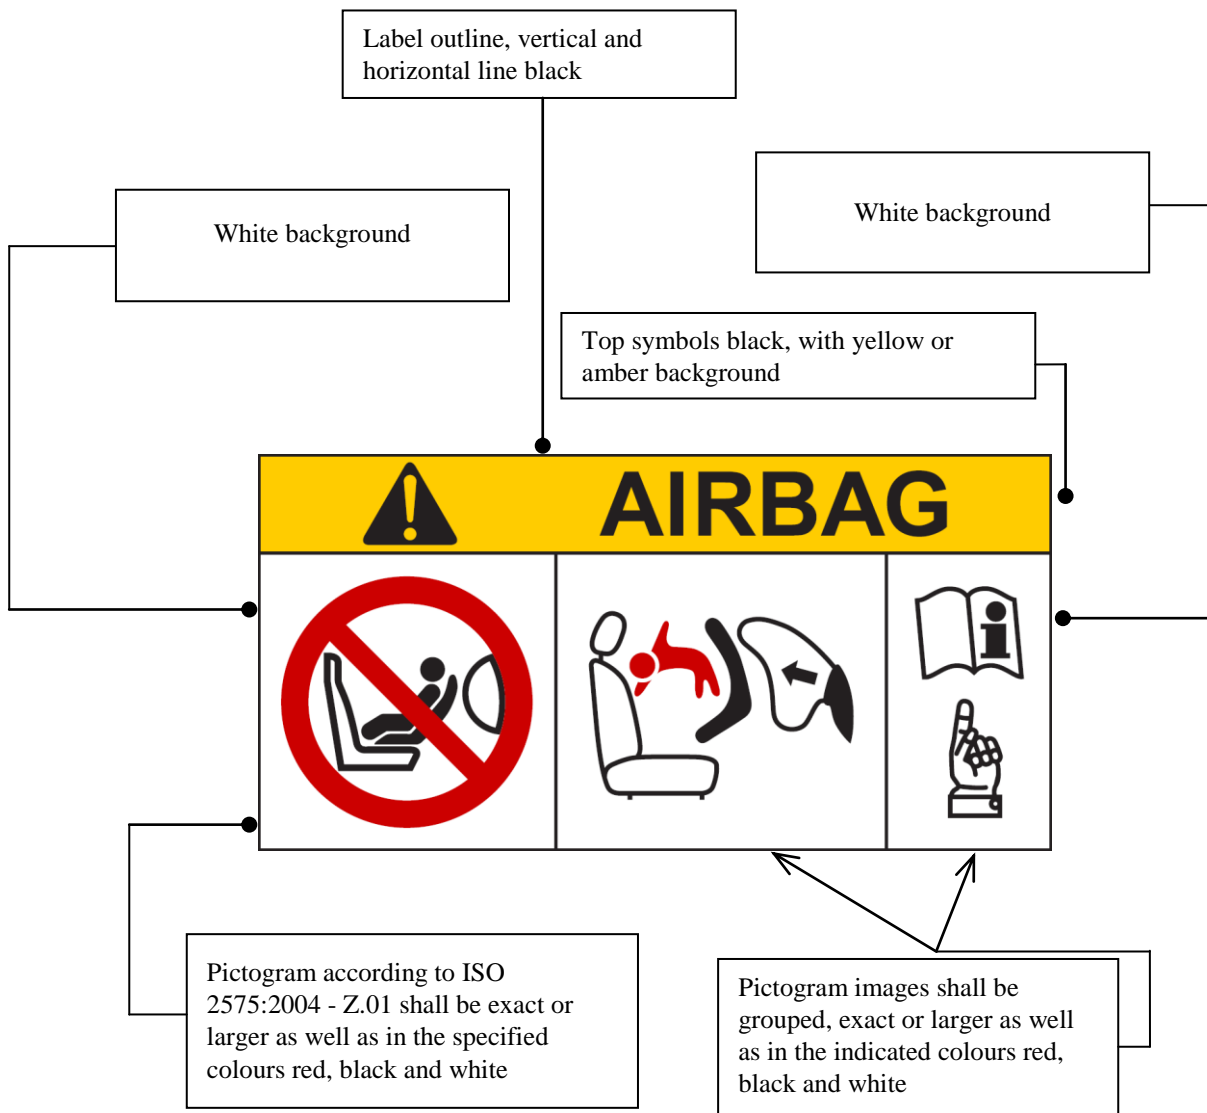 Label outline, vertical and
horizontal line black
White background
White background
Top symbols black, with yellow or
amber background
AIRBAG
Pictogram according to ISO
2575:2004 - Z.01 shall be exact or
larger as well as in the specified
colours red, black and white
Pictogram images shall be
grouped, exact or larger as well
as in the indicated colours red,
black and white